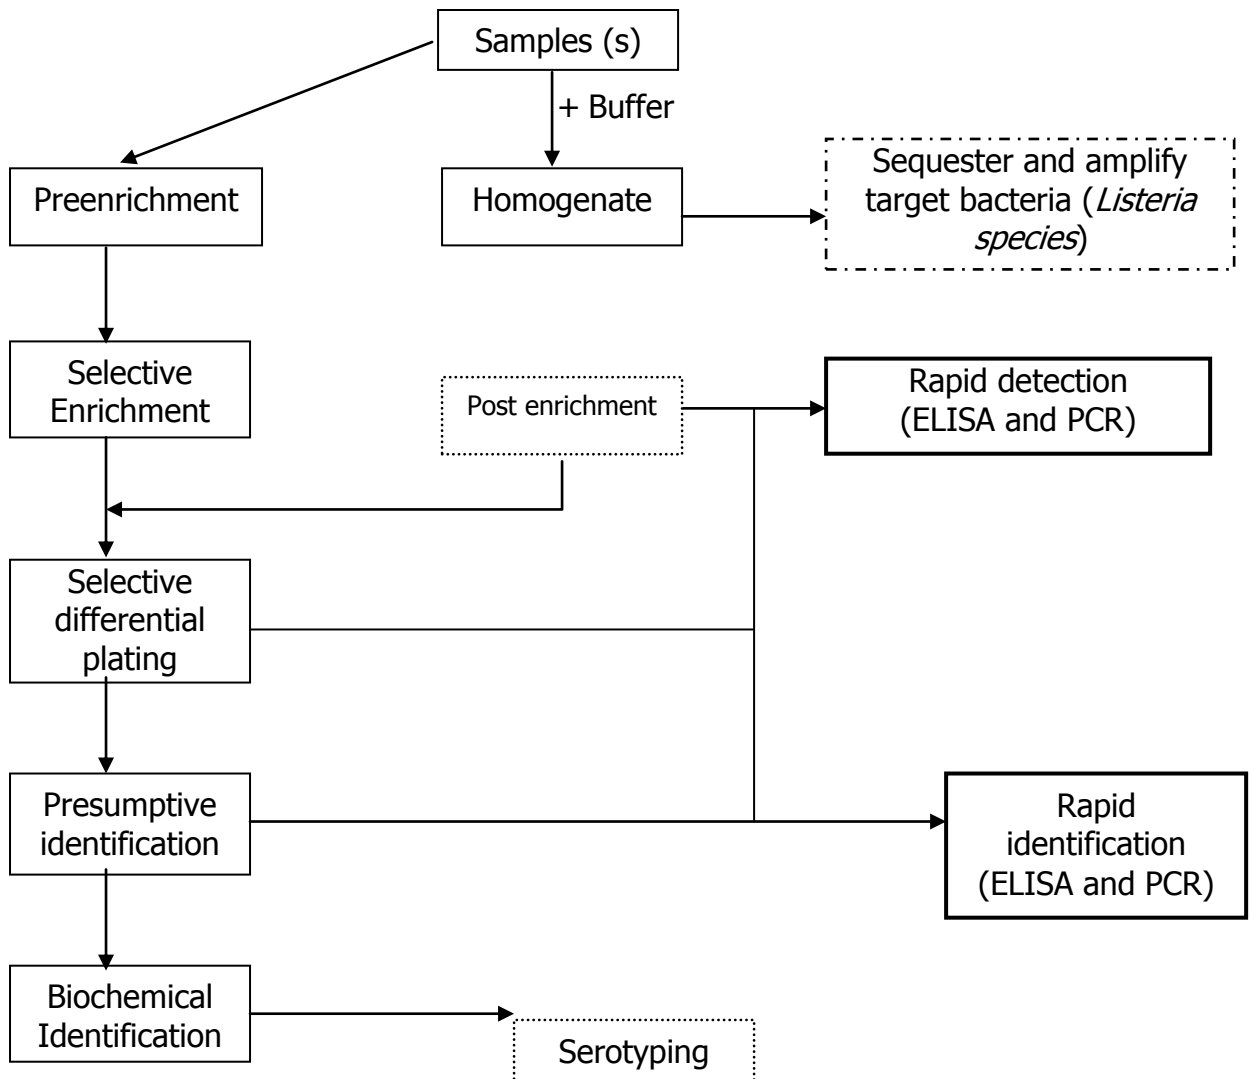 Samples (s)
+ Buffer
Preenrichment
Homogenate
Sequester and amplify
target bacteria (Listeria
species)
Selective
Enrichment
Post enrichment
Rapid detection
(ELISA and PCR)
Selective
differential
plating
Presumptive
identification
Rapid
identification
(ELISA and PCR)
Biochemical
Identification
Serotyping